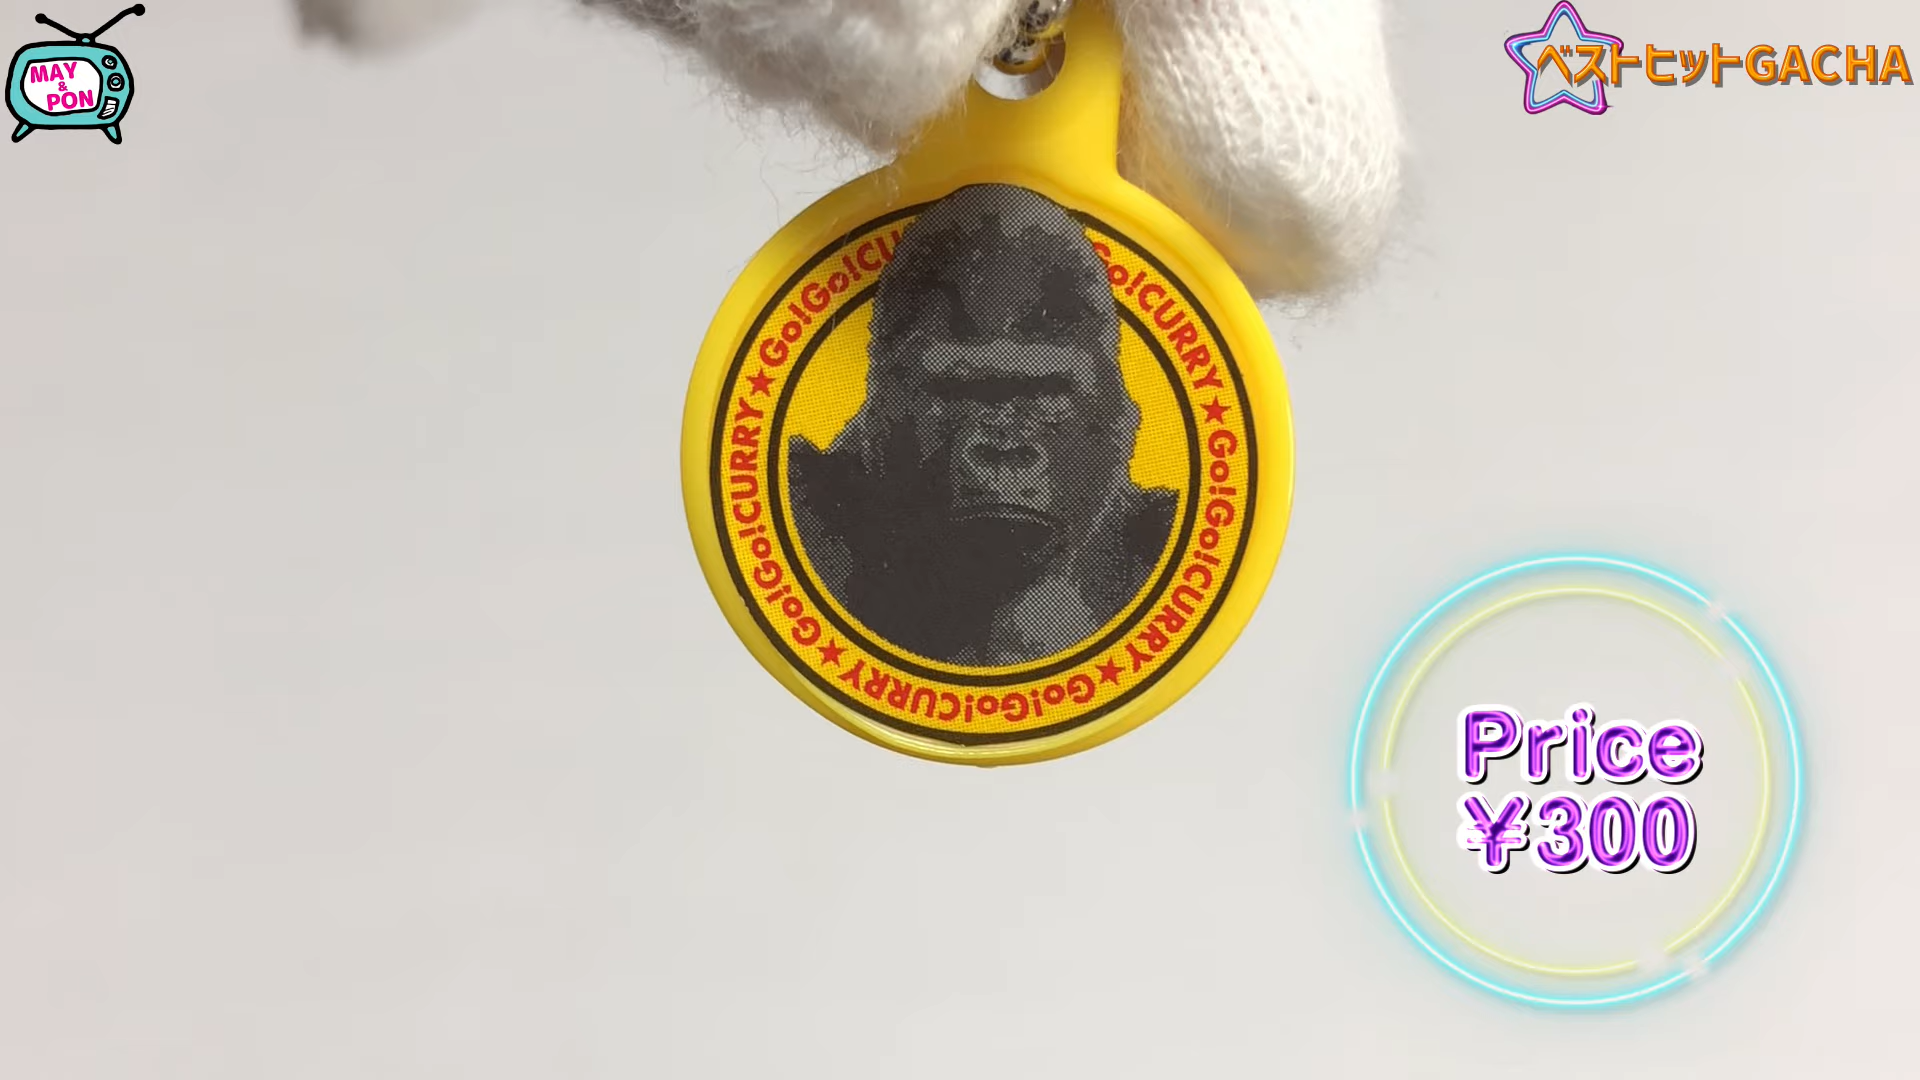 MAY
&
PON
ベストヒットGACHA
Go!Go!CURRY★Go!Go!CU
Go!CURRY★Go!Go!CURRY★Go!Go!CURRY★
Price
¥300